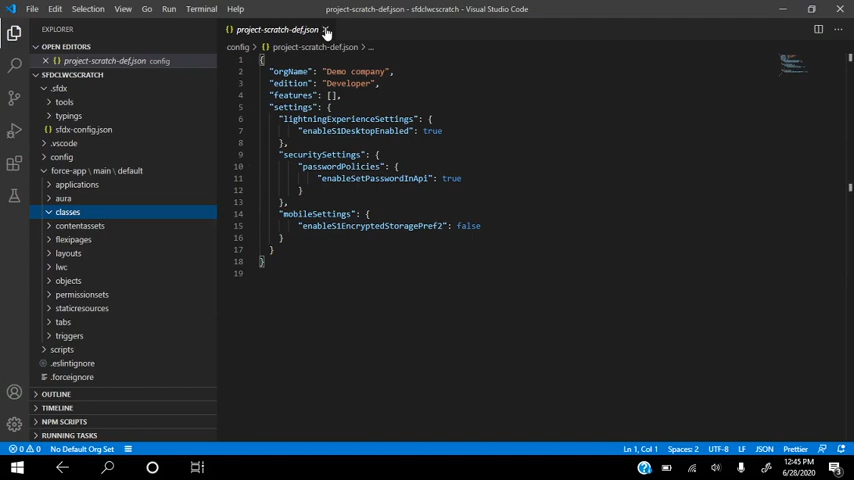 File Edit Selection View Go Run Terminal Help
project-scratch-def.json - sfdclwcscratch - Visual Studio Code
EXPLORER
OPEN EDITORS
project-scratch-def.json config
SFDCLWCSCRATCH
.sfdx
tools
typings
sfdx-config.json
.vscode
config
force-app \ main \ default
applications
aura
classes
contentassets
flexipages
layouts
lwc
objects
permissionsets
staticresources
tabs
triggers
scripts
.eslintignore
.forceignore
OUTLINE
TIMELINE
NPM SCRIPTS
RUNNING TASKS
{} project-scratch-def.json
config > {} project-scratch-def.json > ...
1 {
2 "orgName": "Demo company",
3 "edition": "Developer",
4 "features": [],
5 "settings": {
6 "lightningExperienceSettings": {
7 "enableS1DesktopEnabled": true
8 },
9 "securitySettings": {
10 "passwordPolicies": {
11 "enableSetPasswordInApi": true
12 }
13 },
14 "mobileSettings": {
15 "enableS1EncryptedStoragePref2": false
16 }
17 }
18 }
19
0 0 No Default Org Set
Ln 1, Col 1 Spaces: 2 UTF-8 LF JSON Prettier
12:45 PM
6/28/2020
3